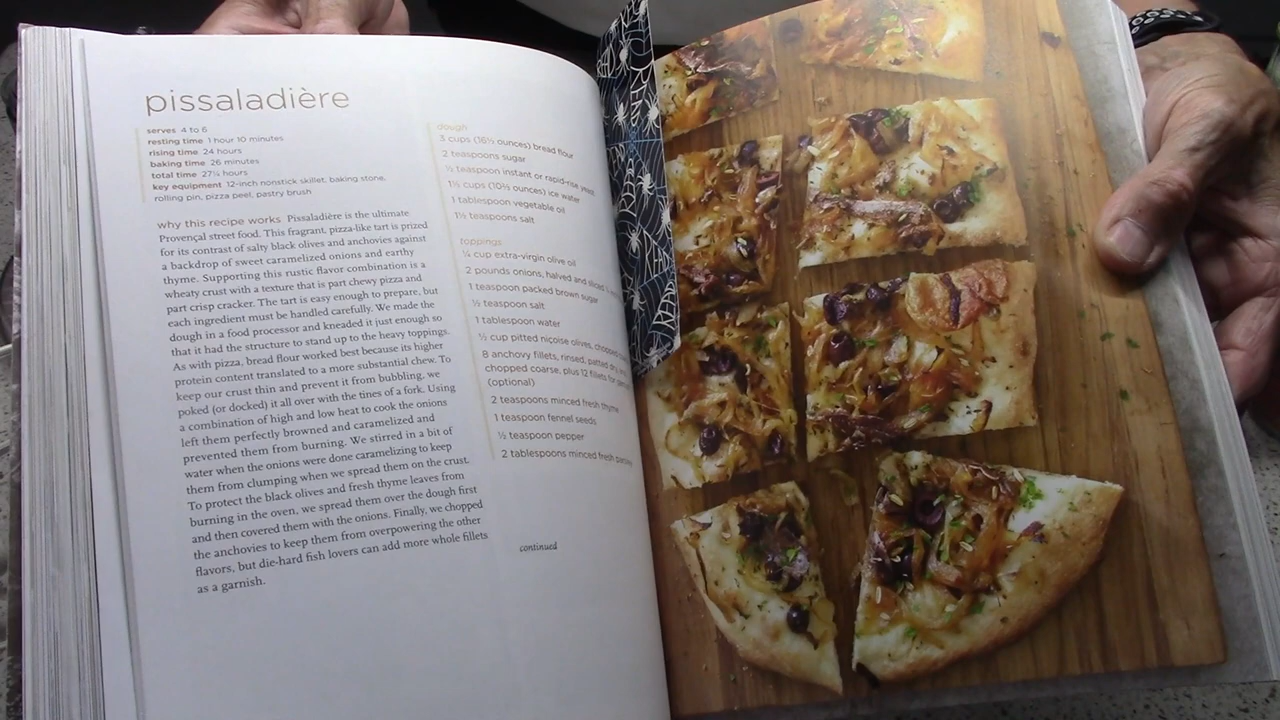 pissaladière
serves 4 to 6
resting time 1 hour 10 minutes
rising time 24 hours
baking time 26 minutes
total time 27¼ hours
key equipment 12-inch nonstick skillet, baking stone,
rolling pin, pizza peel, pastry brush
why this recipe works Pissaladière is the ultimate
Provençal street food. This fragrant, pizza-like tart is prized
for its contrast of salty black olives and anchovies against
a backdrop of sweet caramelized onions and earthy
thyme. Supporting this rustic flavor combination is a
wheaty crust with a texture that is part chewy pizza and
part crisp cracker. The tart is easy enough to prepare, but
each ingredient must be handled carefully. We made the
dough in a food processor and kneaded it just enough so
that it had the structure to stand up to the heavy toppings.
As with pizza, bread flour worked best because its higher
protein content translated to a more substantial chew. To
keep our crust thin and prevent it from bubbling, we
poked (or docked) it all over with the tines of a fork. Using
a combination of high and low heat to cook the onions
left them perfectly browned and caramelized and
prevented them from burning. We stirred in a bit of
water when the onions were done caramelizing to keep
them from clumping when we spread them on the crust.
To protect the black olives and fresh thyme leaves from
burning in the oven, we spread them over the dough first
and then covered them with the onions. Finally, we chopped
the anchovies to keep them from overpowering the other
flavors, but die-hard fish lovers can add more whole fillets
as a garnish.
dough
3 cups (16½ ounces) bread flour
2 teaspoons sugar
½ teaspoon instant or rapid-rise yeast
1⅓ cups (10⅔ ounces) ice water
1 tablespoon vegetable oil
1½ teaspoons salt
toppings
¼ cup extra-virgin olive oil
2 pounds onions, halved and sliced
1 teaspoon packed brown sugar
½ teaspoon salt
1 tablespoon water
½ cup pitted niçoise olives, chopped
8 anchovy fillets, rinsed, patted dry,
chopped coarse, plus 12 fillets for
(optional)
2 teaspoons minced fresh thyme
1 teaspoon fennel seeds
½ teaspoon pepper
2 tablespoons minced fresh parsley
continued